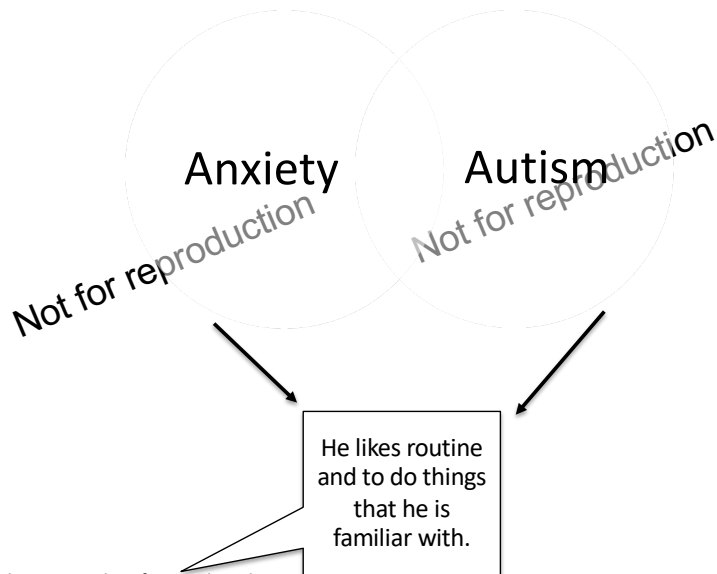 Anxiety
Autism
Not for reproduction
Not for reproduction
He likes routine
and to do things
that he is
familiar with.